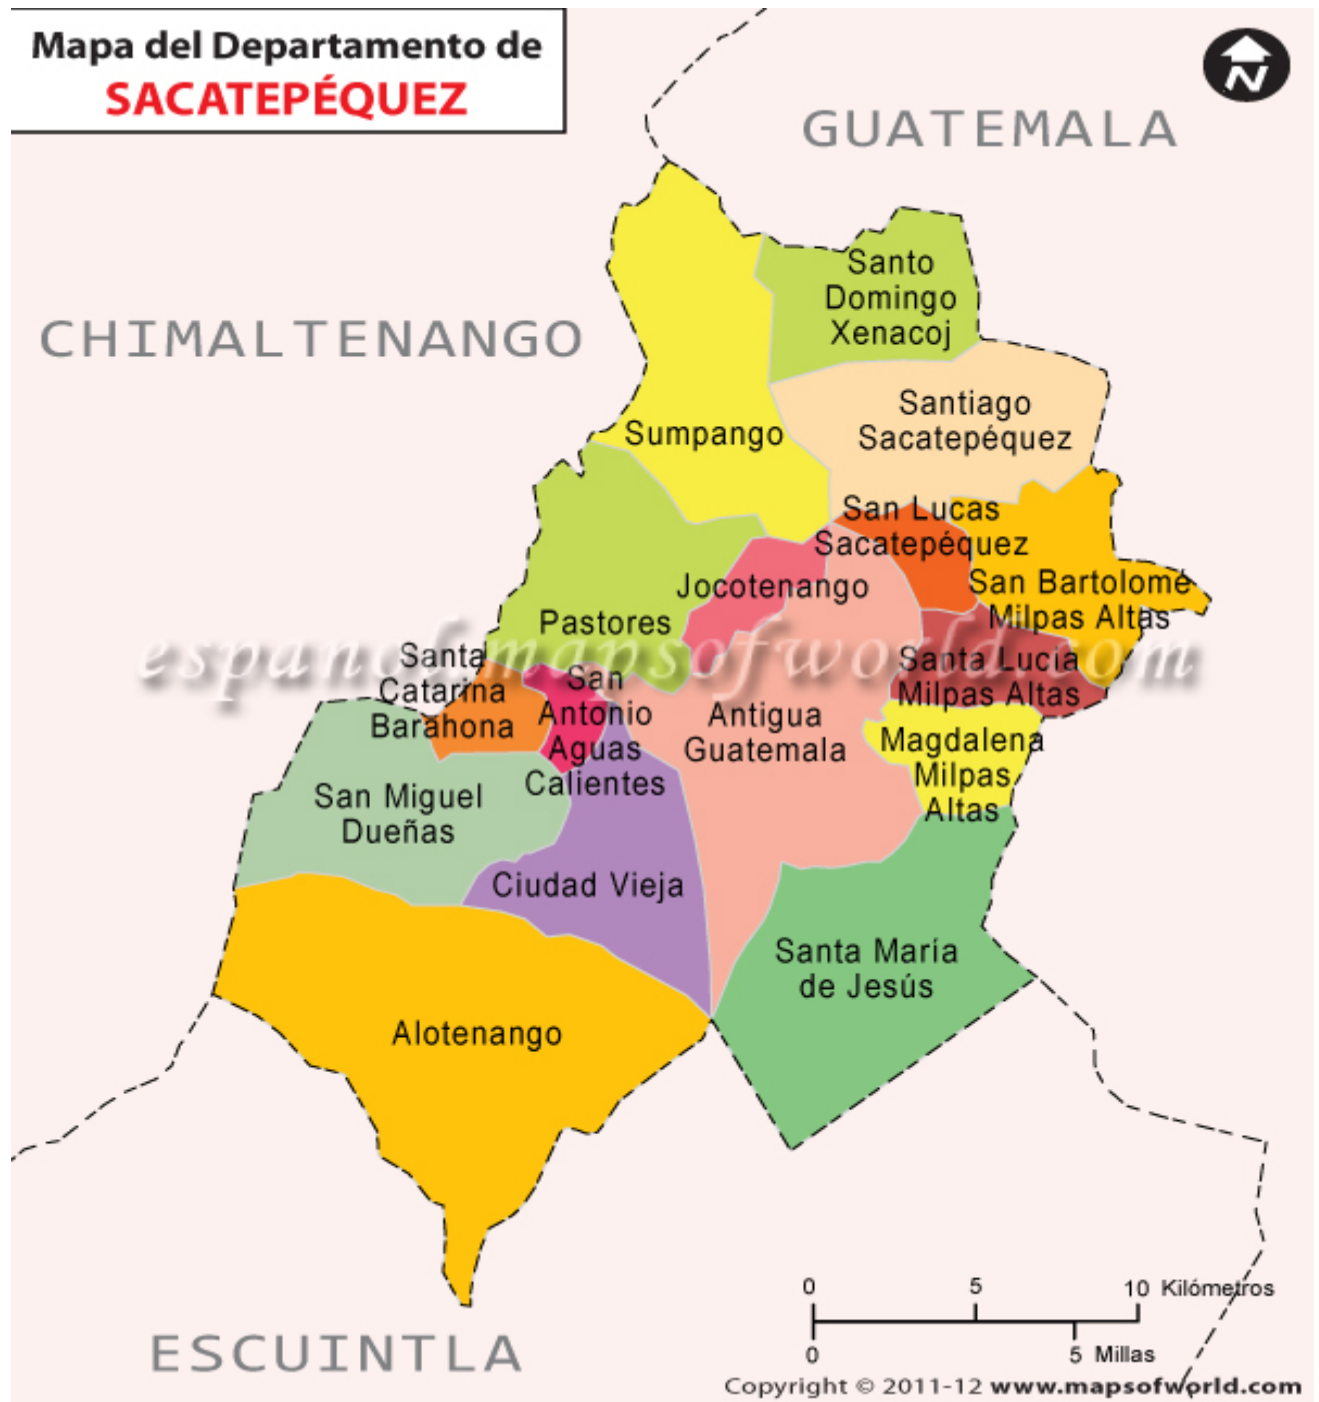 Mapa del Departamento de
SACATEPÉQUEZ
N
GUATEMALA
CHIMALTENANGO
Santo
Domingo
Xenacoj
Santiago
Sacatepéquez
Sumpango
San Lucas
Sacatepéquez
San Bartolomé
Milpas Altas
Jocotenango
Pastores
espanol.mapsofworld.com
Santa
Catarina
Barahona
San
Antonio
Aguas
Calientes
Santa Lucía
Milpas Altas
Antigua
Guatemala
Magdalena
Milpas
Altas
San Miguel
Dueñas
Ciudad Vieja
Santa María
de Jesús
Alotenango
ESCUINTLA
0 5 10 Kilómetros
0 5 Millas
Copyright © 2011-12 www.mapsofworld.com